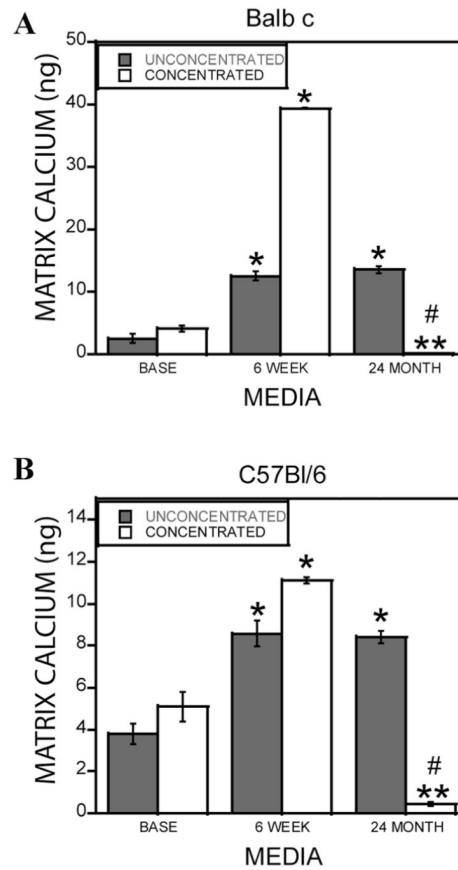 A
Balb c
UNCONCENTRATED
CONCENTRATED
MATRIX CALCIUM (ng)
50
40
30
20
10
0
*
*
*
#
**
BASE
6 WEEK
24 MONTH
MEDIA
B
C57Bl/6
UNCONCENTRATED
CONCENTRATED
MATRIX CALCIUM (ng)
14
12
10
8
6
4
2
0
*
*
*
#
**
BASE
6 WEEK
24 MONTH
MEDIA